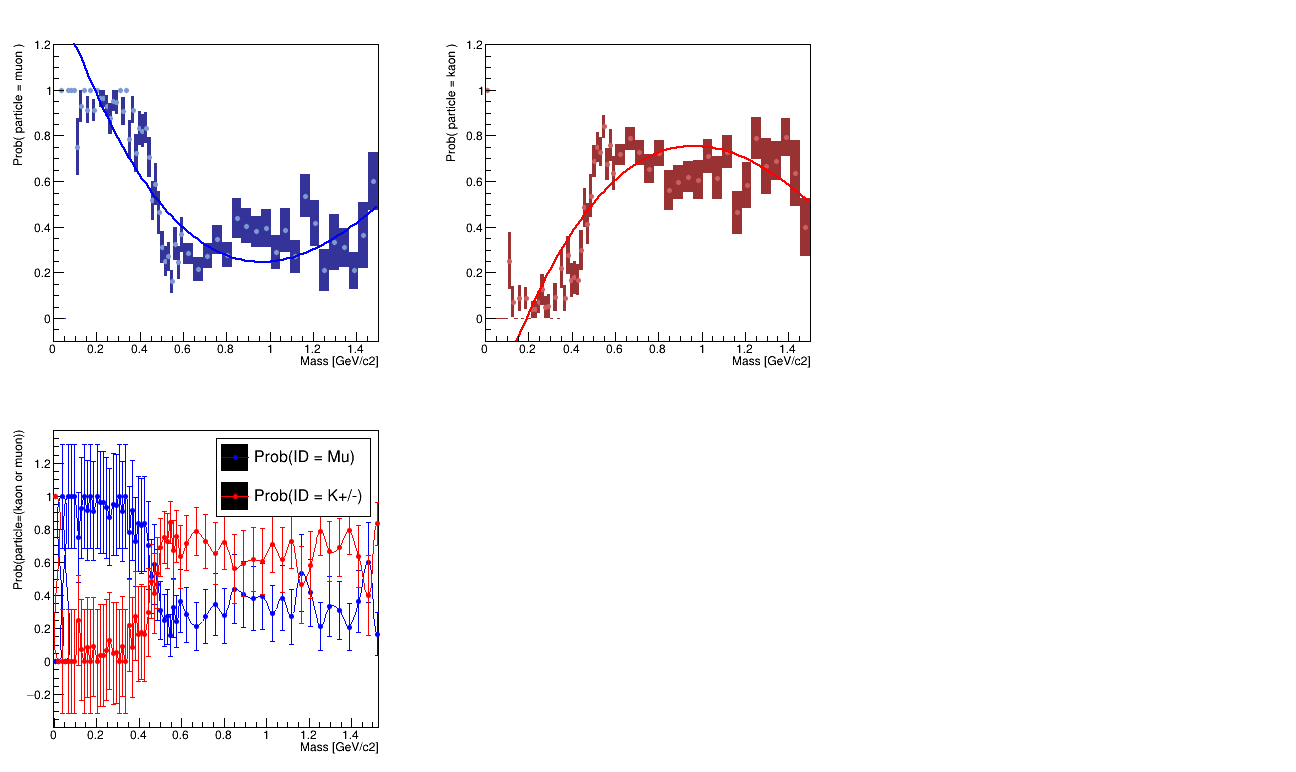 Prob( particle = muon )
1.2
1
0.8
0.6
0.4
0.2
0
0 0.2 0.4 0.6 0.8 1 1.2 1.4
Mass [GeV/c2]
Prob( particle = kaon )
1.2
1
0.8
0.6
0.4
0.2
0
0 0.2 0.4 0.6 0.8 1 1.2 1.4
Mass [GeV/c2]
Prob(particle=(kaon or muon))
1.2
1
0.8
0.6
0.4
0.2
0
−0.2
Prob(ID = Mu)
Prob(ID = K+/-)
0 0.2 0.4 0.6 0.8 1 1.2 1.4
Mass [GeV/c2]